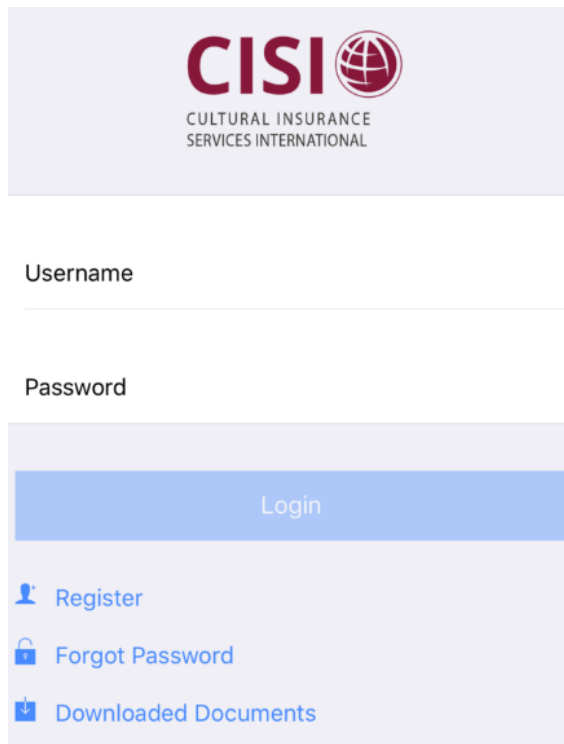 CISI
CULTURAL INSURANCE
SERVICES INTERNATIONAL
Username
Password
Login
Register
Forgot Password
Downloaded Documents